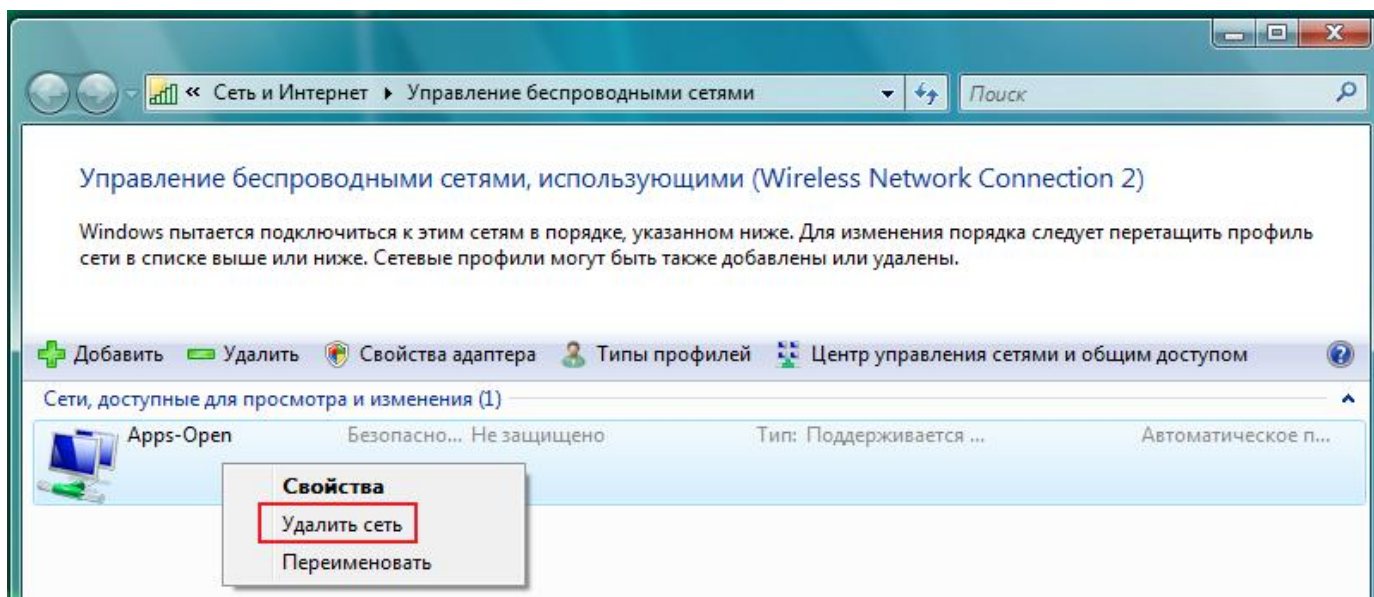 « Сеть и Интернет ▸ Управление беспроводными сетями Поиск
Управление беспроводными сетями, использующими (Wireless Network Connection 2)
Windows пытается подключиться к этим сетям в порядке, указанном ниже. Для изменения порядка следует перетащить профиль
сети в списке выше или ниже. Сетевые профили могут быть также добавлены или удалены.
Добавить Удалить Свойства адаптера Типы профилей Центр управления сетями и общим доступом
Сети, доступные для просмотра и изменения (1)
Apps-Open Безопасно... Не защищено Тип: Поддерживается ... Автоматическое п...
Свойства
Удалить сеть
Переименовать